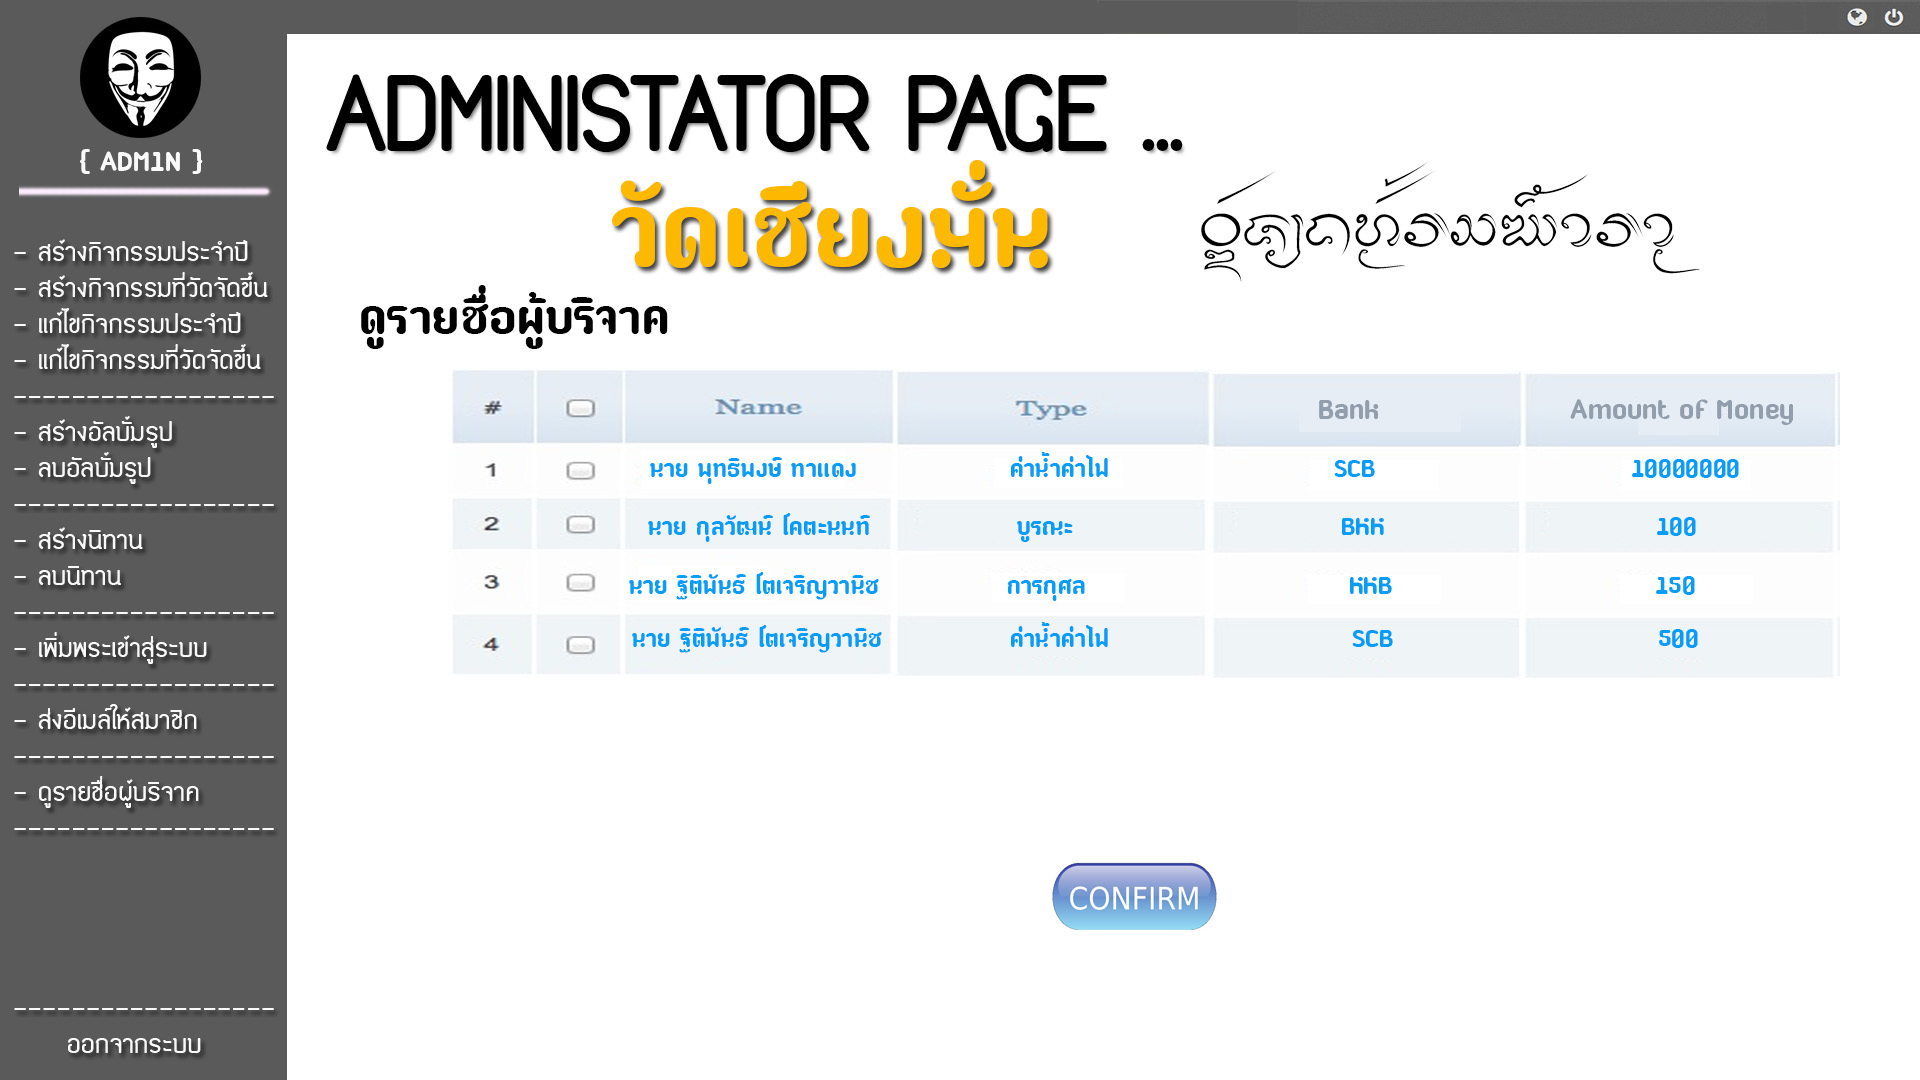 { ADM1N }
- สร้างกิจกรรมประจำปี
- สร้างกิจกรรมที่วัดจัดขึ้น
- แก้ไขกิจกรรมประจำปี
- แก้ไขกิจกรรมที่วัดจัดขึ้น
------------------
- สร้างอัลบั้มรูป
- ลบอัลบั้มรูป
------------------
- สร้างนิทาน
- ลบนิทาน
------------------
- เพิ่มพระเข้าสู่ระบบ
------------------
- ส่งอีเมล์ให้สมาชิก
------------------
- ดูรายชื่อผู้บริจาค
------------------
------------------
ออกจากระบบ
ADMINISTATOR PAGE ...
วัดเชียงมั่น
ดูรายชื่อผู้บริจาค
# Name Type Bank Amount of Money
1 นาย พุทธิพงษ์ ทาแดง ค่าน้ำค่าไฟ SCB 10000000
2 นาย กุลวัฒน์ โคตะนนท์ บูรณะ BKK 100
3 นาย ฐิติพันธ์ โตเจริญวานิช การกุศล KKB 150
4 นาย ฐิติพันธ์ โตเจริญวานิช ค่าน้ำค่าไฟ SCB 500
CONFIRM